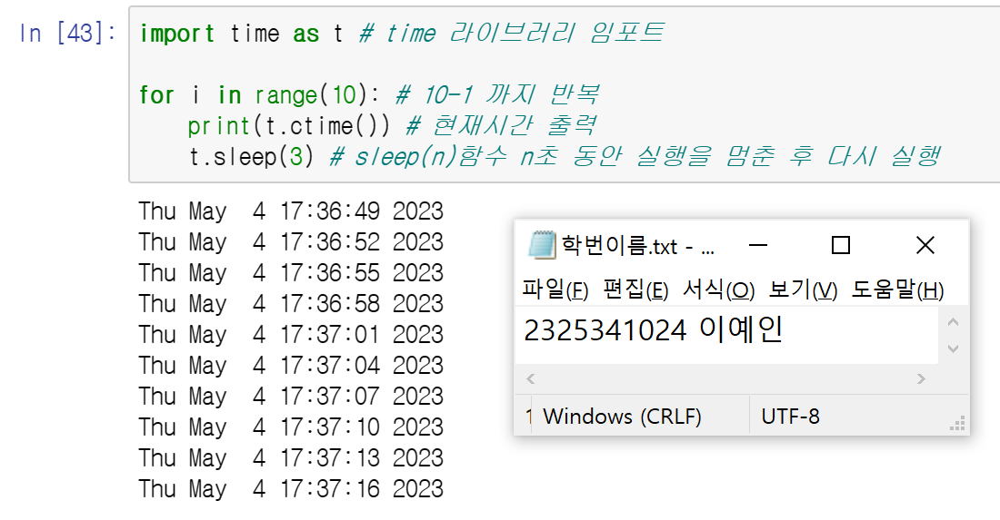 In [43]:
import time as t # time 라이브러리 임포트
for i in range(10): # 10-1 까지 반복
    print(t.ctime()) # 현재시간 출력
    t.sleep(3) # sleep(n)함수 n초 동안 실행을 멈춘 후 다시 실행
Thu May  4 17:36:49 2023
Thu May  4 17:36:52 2023
Thu May  4 17:36:55 2023
Thu May  4 17:36:58 2023
Thu May  4 17:37:01 2023
Thu May  4 17:37:04 2023
Thu May  4 17:37:07 2023
Thu May  4 17:37:10 2023
Thu May  4 17:37:13 2023
Thu May  4 17:37:16 2023
학번이름.txt - ...
파일(F) 편집(E) 서식(O) 보기(V) 도움말(H)
2325341024 이예인
Windows (CRLF) UTF-8